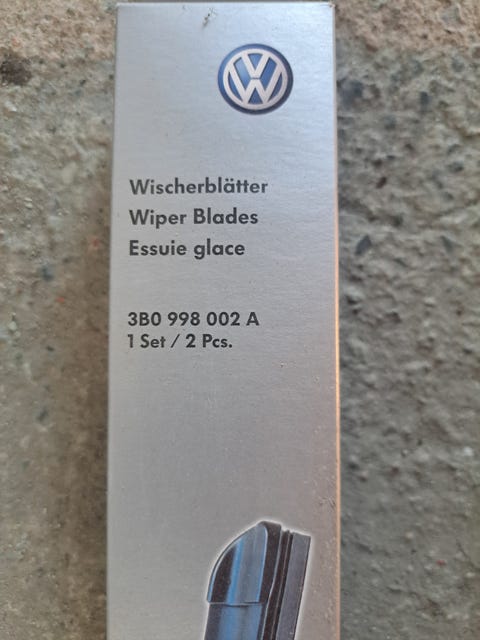 Wischerblätter
Wiper Blades
Essuie glace
3B0 998 002 A
1 Set / 2 Pcs.